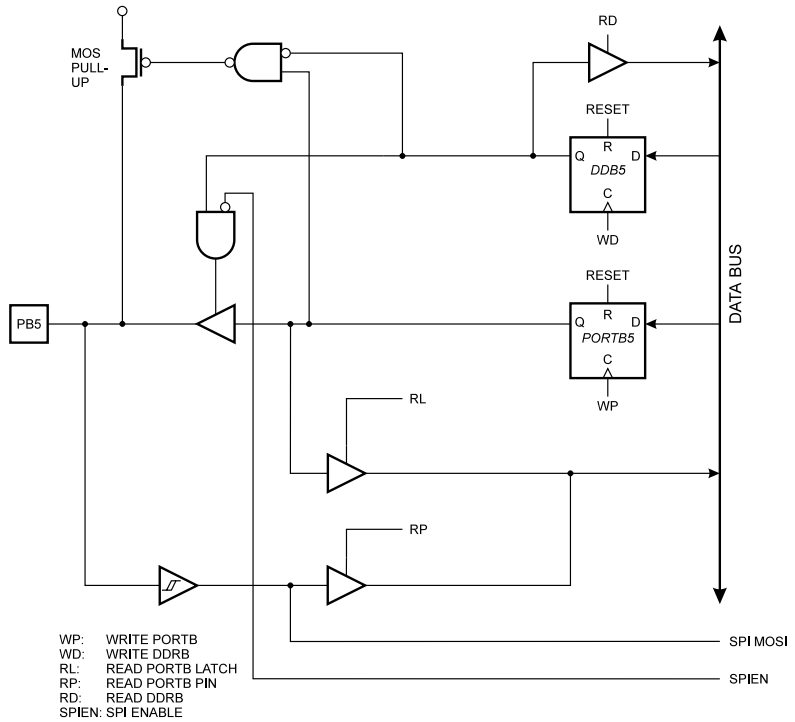 RD
MOS
PULL-
UP
RESET
R
Q
D
DDB5
C
WD
DATA BUS
RESET
R
Q
D
PB5
PORTB5
C
WP
RL
RP
WP: WRITE PORTB
WD: WRITE DDRB
RL: READ PORTB LATCH
RP: READ PORTB PIN
RD: READ DDRB
SPIEN: SPI ENABLE
SPI MOSI
SPIEN